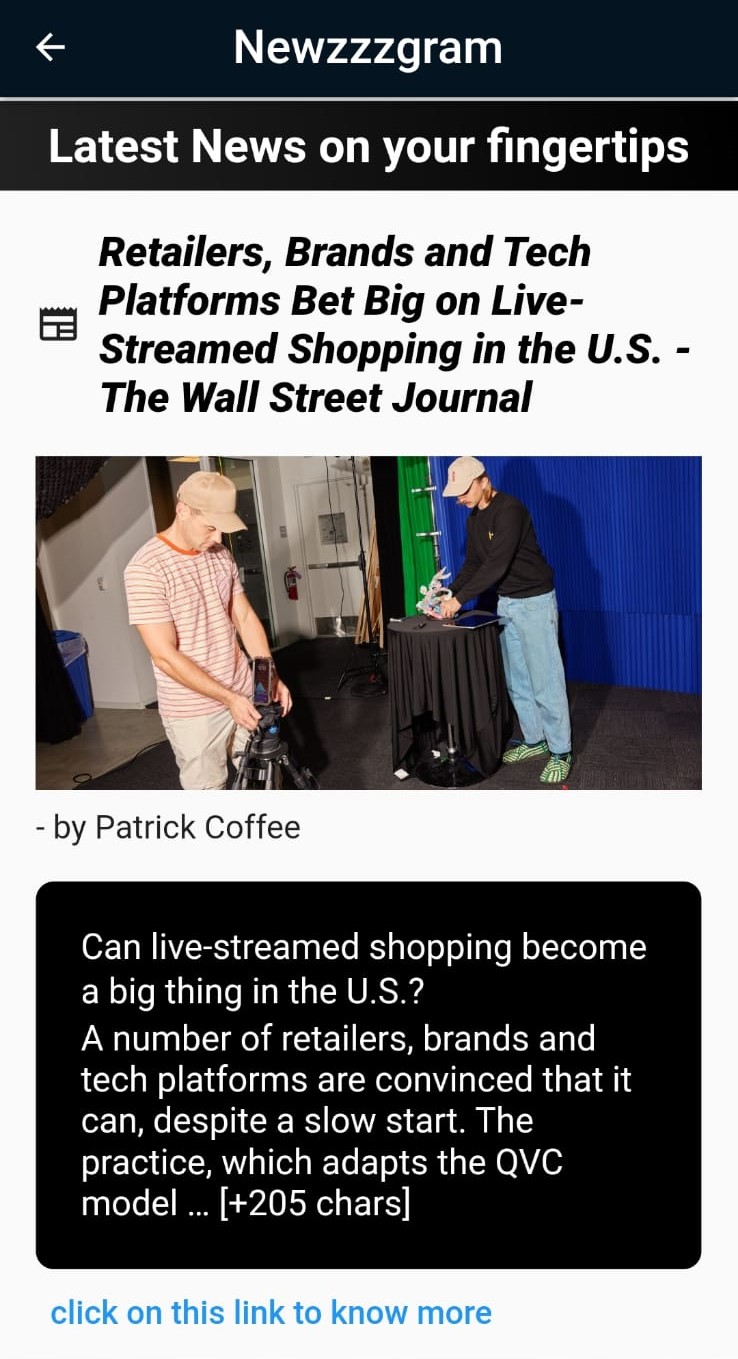 Newzzzgram
Latest News on your fingertips
Retailers, Brands and Tech
Platforms Bet Big on Live-
Streamed Shopping in the U.S. -
The Wall Street Journal
- by Patrick Coffee
Can live-streamed shopping become
a big thing in the U.S.?
A number of retailers, brands and
tech platforms are convinced that it
can, despite a slow start. The
practice, which adapts the QVC
model … [+205 chars]
click on this link to know more